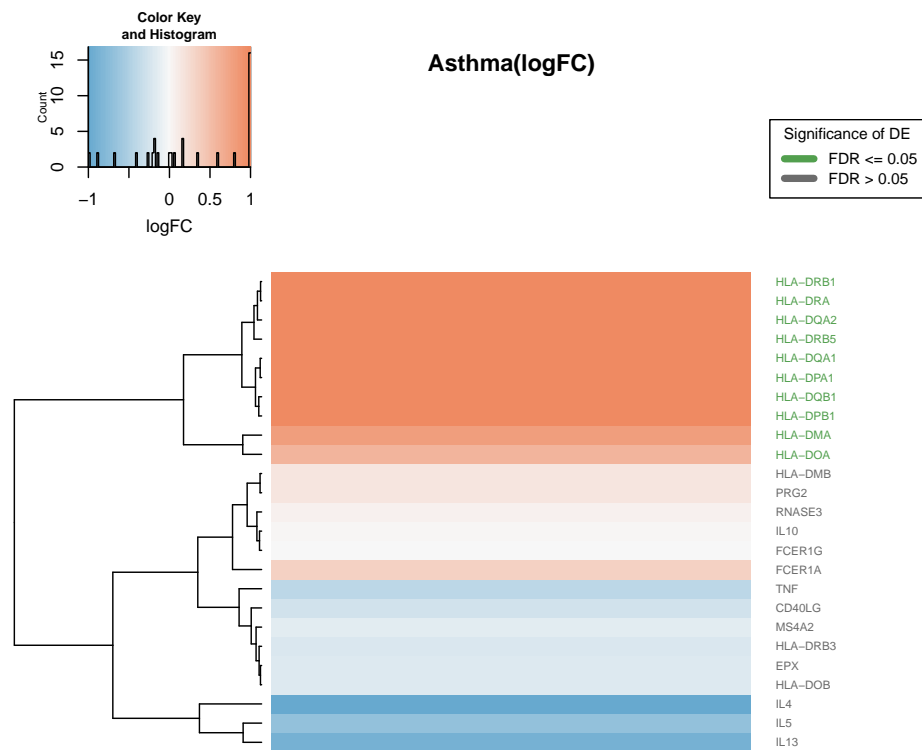 Color Key
and Histogram
Asthma(logFC)
Count
15
10
5
0
−1
0
0.5
1
logFC
Significance of DE
FDR <= 0.05
FDR > 0.05
HLA−DRB1
HLA−DRA
HLA−DQA2
HLA−DRB5
HLA−DQA1
HLA−DPA1
HLA−DQB1
HLA−DPB1
HLA−DMA
HLA−DOA
HLA−DMB
PRG2
RNASE3
IL10
FCER1G
FCER1A
TNF
CD40LG
MS4A2
HLA−DRB3
EPX
HLA−DOB
IL4
IL5
IL13